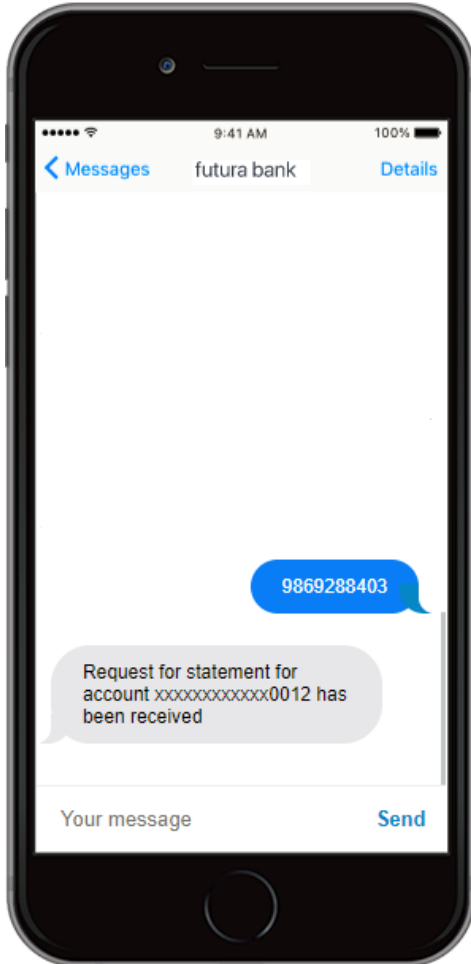 9:41 AM
100%
Messages
futura bank
Details
9869288403
Request for statement for
account xxxxxxxxxxxx0012 has
been received
Your message
Send